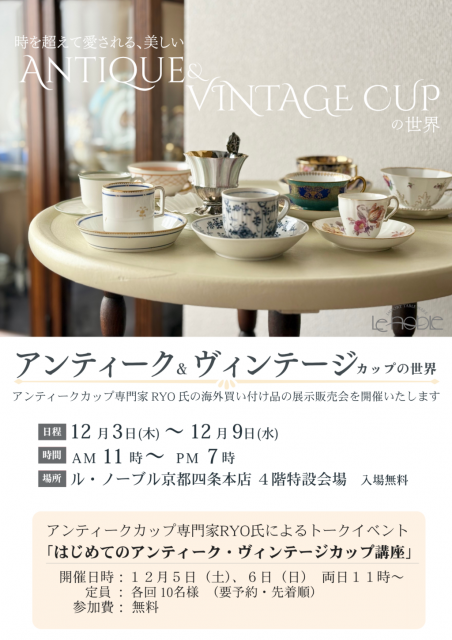 時を超えて愛される、美しい
ANTIQUE&
VINTAGE CUP
の世界
Le Noble
アンティーク&ヴィンテージカップの世界
アンティークカップ専門家 RYO 氏の海外買い付け品の展示販売会を開催いたします
日程 12 月 3日(木) ～ 12 月 9日(水)
時間 AM 11 時～ PM 7時
場所 ル・ノーブル京都四条本店 4階特設会場 入場無料
アンティークカップ専門家RYO氏によるトークイベント
「はじめてのアンティーク・ヴィンテージカップ講座」
開催日時：12月5日（土）、6日（日） 両日11時～
定員：各回10名様 （要予約・先着順）
参加費：無料